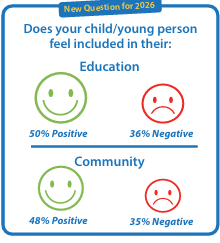 New Question for 2026
Does your child/young person
feel included in their:
Education
50% Positive
36% Negative
Community
48% Positive
35% Negative